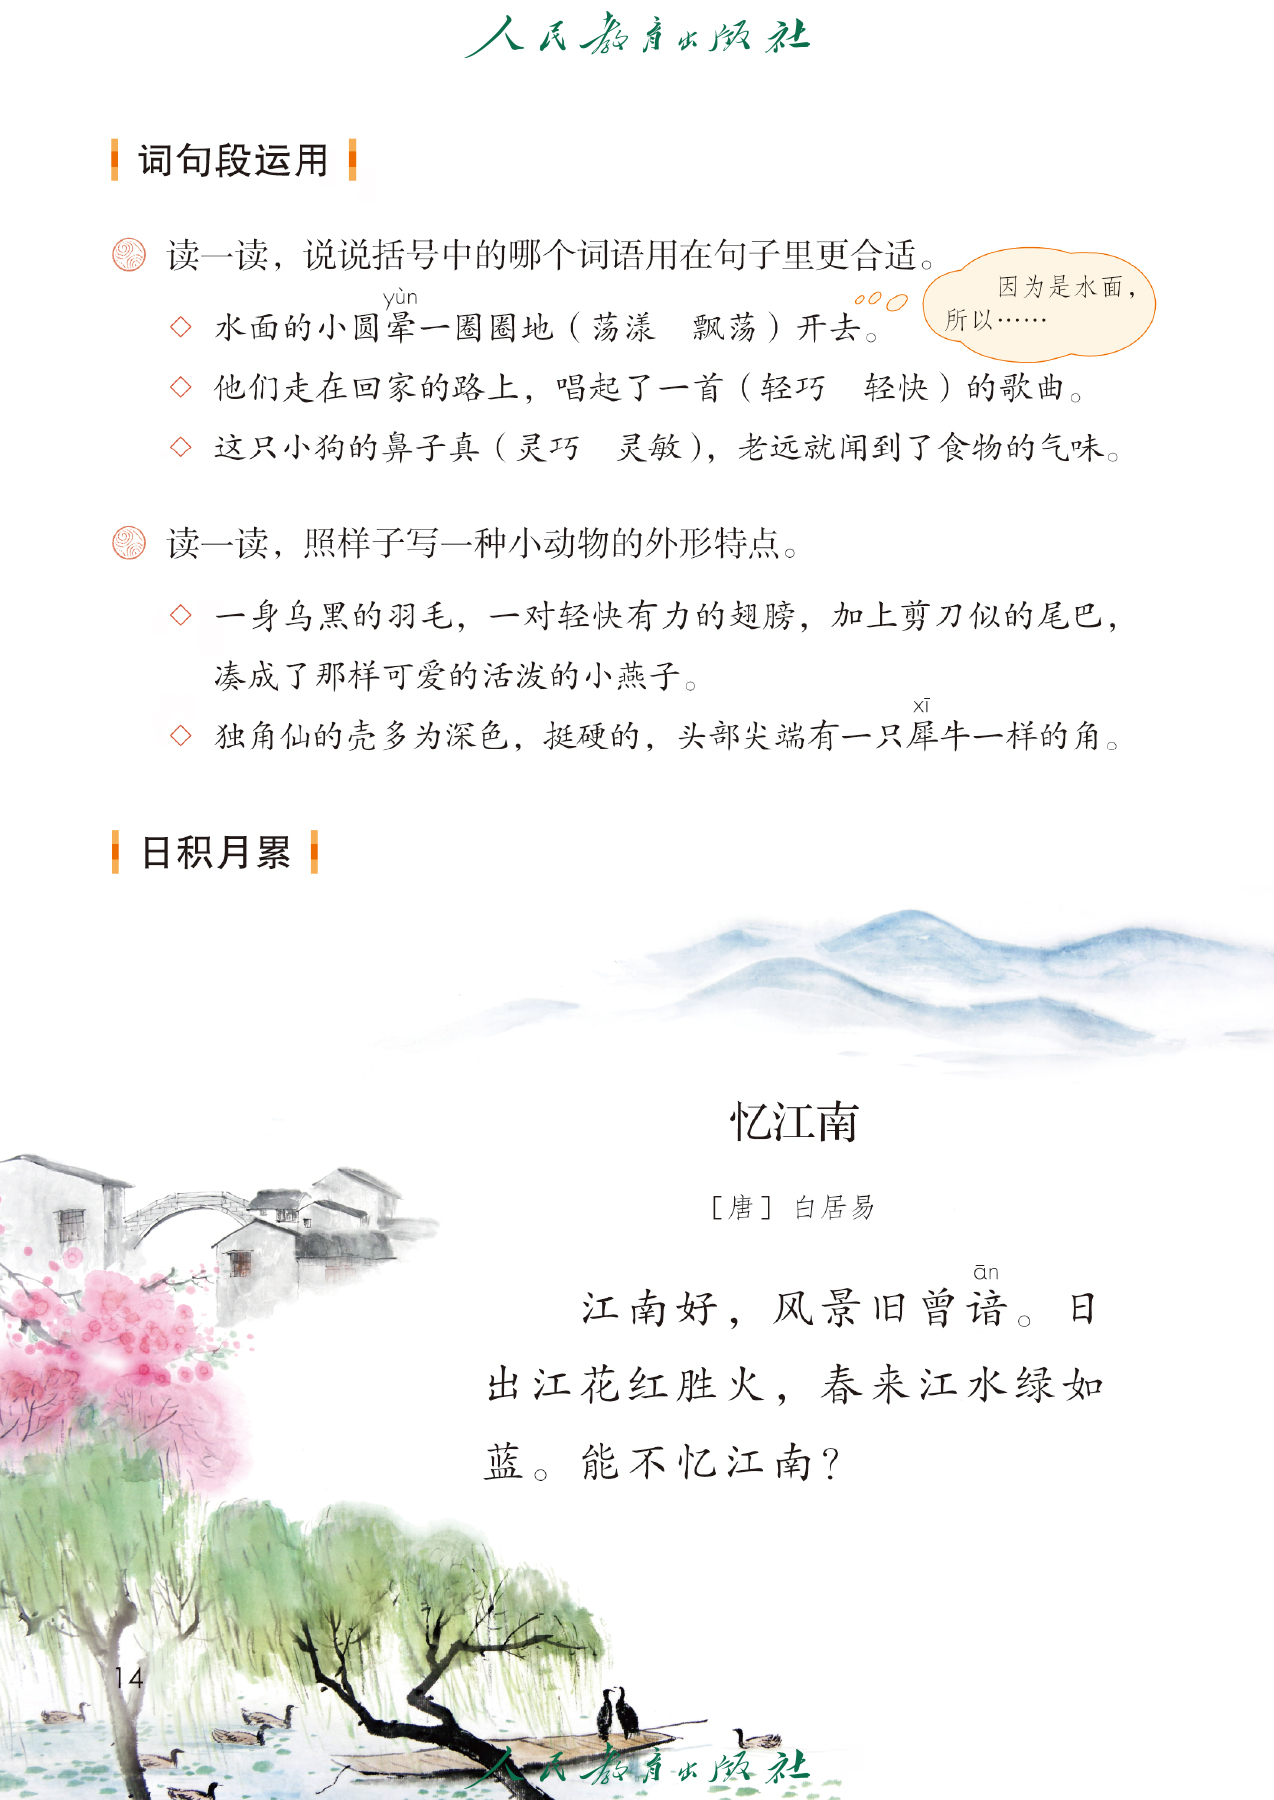 人民教育出版社
词句段运用
读一读，说说括号中的哪个词语用在句子里更合适。
因为是水面，
所以……
yùn
◇ 水面的小圆晕一圈圈地（荡漾　飘荡）开去。
◇ 他们走在回家的路上，唱起了一首（轻巧　轻快）的歌曲。
◇ 这只小狗的鼻子真（灵巧　灵敏），老远就闻到了食物的气味。
读一读，照样子写一种小动物的外形特点。
◇ 一身乌黑的羽毛，一对轻快有力的翅膀，加上剪刀似的尾巴，
凑成了那样可爱的活泼的小燕子。
xī
◇ 独角仙的壳多为深色，挺硬的，头部尖端有一只犀牛一样的角。
日积月累
忆江南
［唐］白居易
ān
江南好，风景旧曾谙。日
出江花红胜火，春来江水绿如
蓝。能不忆江南？
14
人民教育出版社